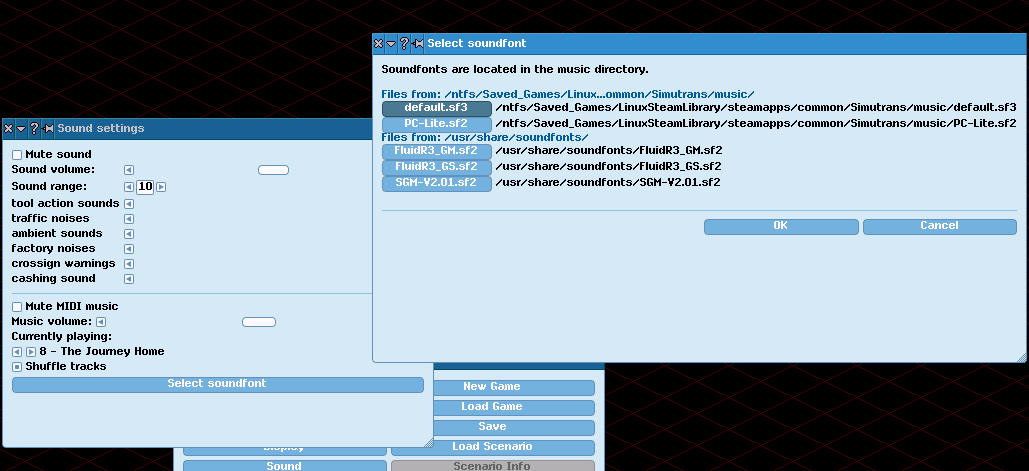 Select soundfont
Soundfonts are located in the music directory.
Files from: /ntfs/Saved_Games/Linux...ommon/Simutrans/music/
default.sf3 /ntfs/Saved_Games/LinuxSteamLibrary/steamapps/common/Simutrans/music/default.sf3
PC-Lite.sf2 /ntfs/Saved_Games/LinuxSteamLibrary/steamapps/common/Simutrans/music/PC-Lite.sf2
Files from: /usr/share/soundfonts/
FluidR3_GM.sf2 /usr/share/soundfonts/FluidR3_GM.sf2
FluidR3_GS.sf2 /usr/share/soundfonts/FluidR3_GS.sf2
SGM-V2.01.sf2 /usr/share/soundfonts/SGM-V2.01.sf2
OK Cancel
Sound settings
Mute sound
Sound volume:
Sound range: 10
tool action sounds
traffic noises
ambient sounds
factory noises
crossign warnings
cashing sound
Mute MIDI music
Music volume:
Currently playing:
8 - The Journey Home
Shuffle tracks
Select soundfont
New Game
Load Game
Save
Display Load Scenario
Sound Scenario Info